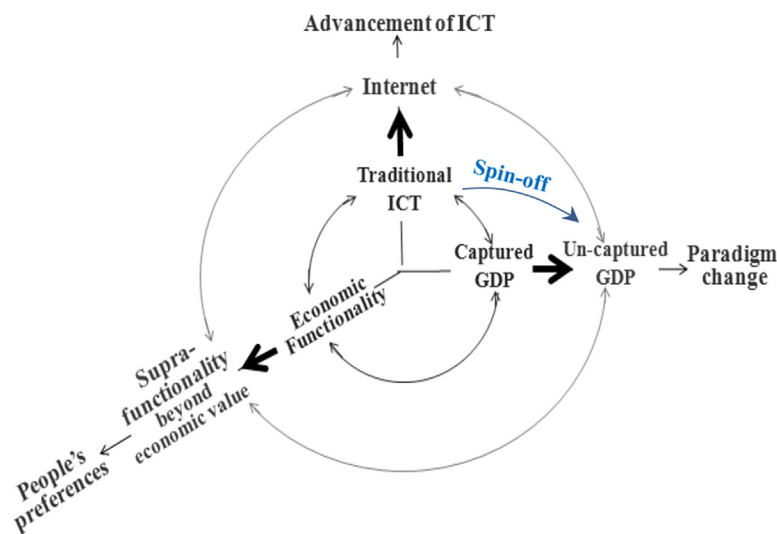 Advancement of ICT
Internet
Traditional
ICT
Spin-off
Captured
GDP
Un-captured
GDP
Paradigm
change
Economic
Functionality
Supra-
functionality
beyond
economic value
People's
preferences